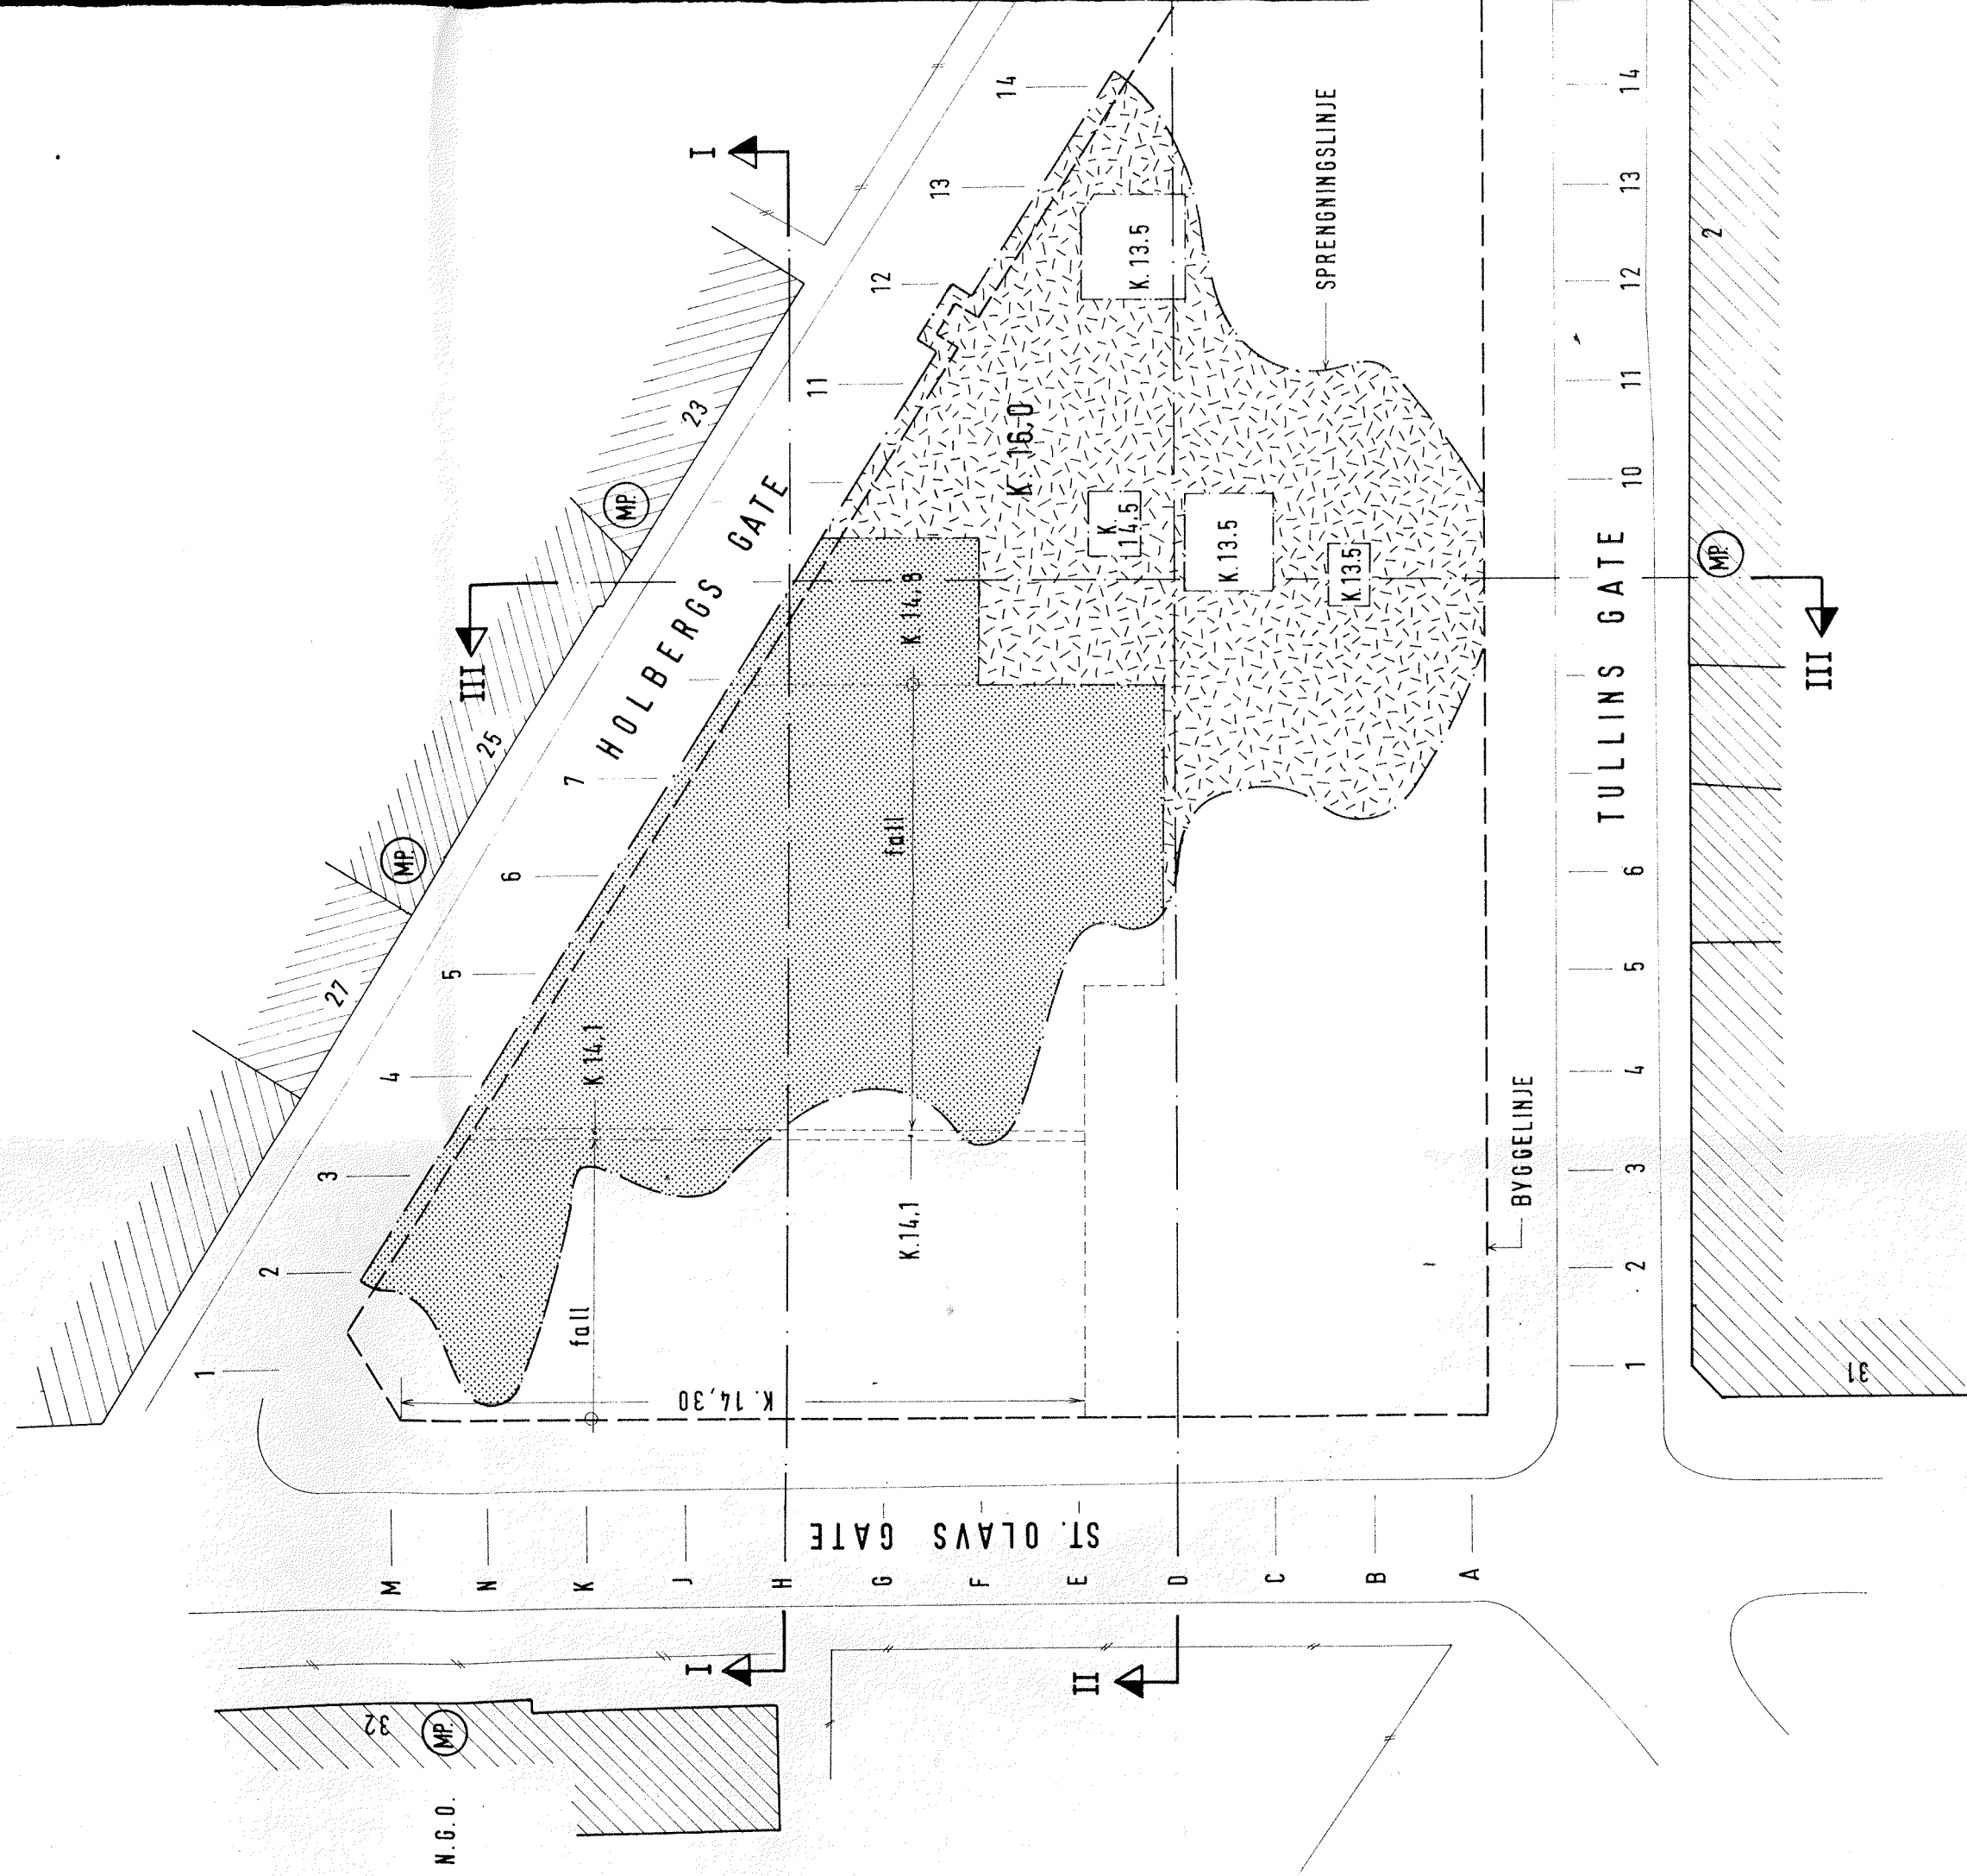 I
14
13
12
11
SPRENGNINGSLINJE
K.13.5
K. 16,0
K
14,5
K.13.5
K.13.5
K 14,8
23
MP.
HOLBERGS GATE
III
25
7
MP.
6
27
5
4
3
2
1
fall
K 14,1
K.14,1
fall
K. 14,30
BYGGELINJE
14
13
12
11
10
6
5
4
3
2
1
TULLINS GATE
2
MP.
III
31
ST. OLAVS GATE
M
N
K
J
H
G
F
E
D
C
B
A
I
II
32
MP.
N.G.O.